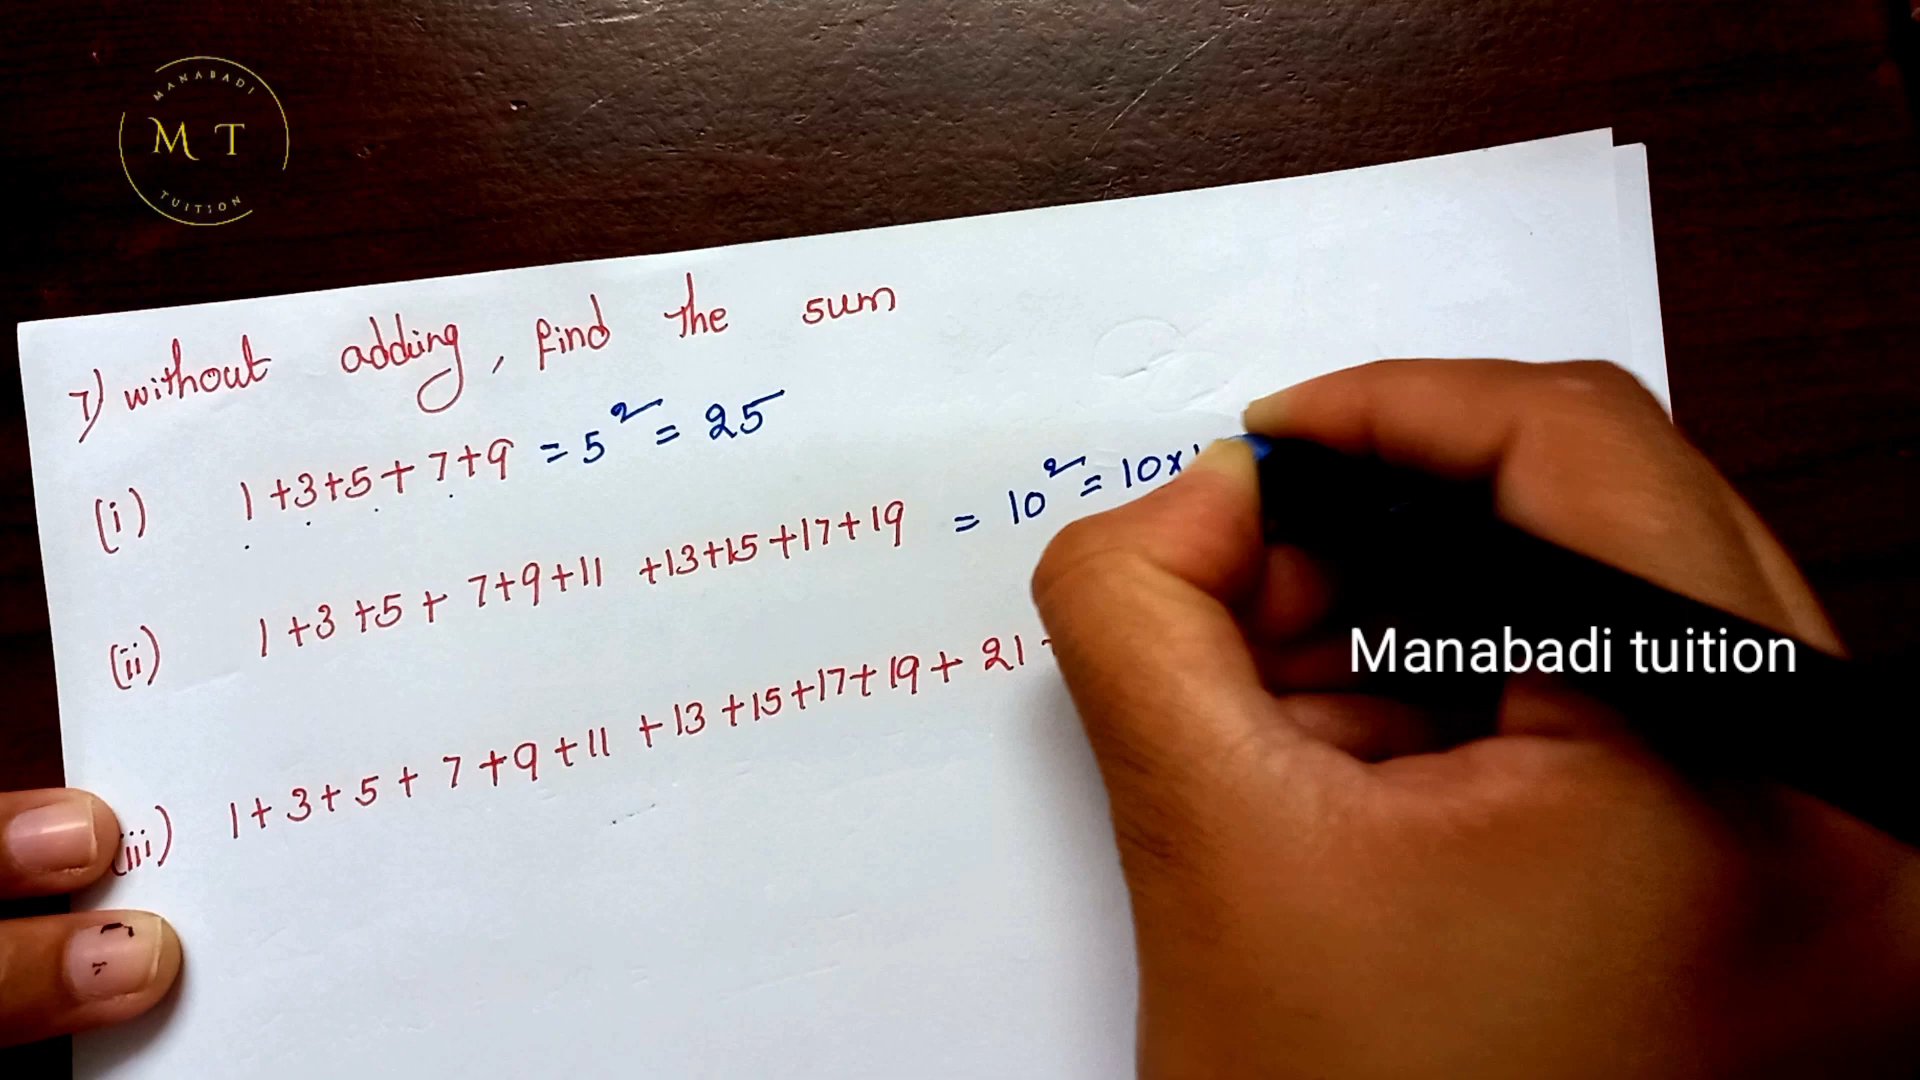 MANABADI
M T
TUITION
7) without adding, find the sum
(i) 1+3+5+7+9 = 5² = 25
(ii) 1+3+5+7+9+11+13+15+17+19 = 10² = 10×
(iii) 1+3+5+7+9+11+13+15+17+19+21
Manabadi tuition